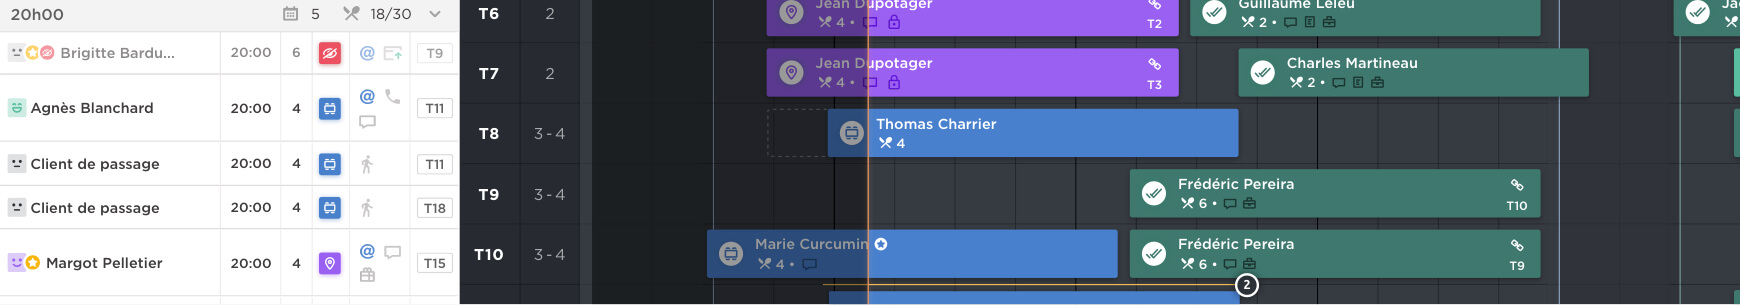 20h00 5 18/30
Brigitte Bardu... 20:00 6 @ T9
Agnès Blanchard 20:00 4 @ T11
Client de passage 20:00 4 T11
Client de passage 20:00 4 T18
Margot Pelletier 20:00 4 @ T15
T6 2
Jean Dupotager
4 • T2
Guillaume Leleu
2 •
T7 2
Jean Dupotager
4 • T3
Charles Martineau
2 •
T8 3 - 4
Thomas Charrier
4
T9 3 - 4
Frédéric Pereira
6 • T10
T10 3 - 4
Marie Curcumin
4 •
Frédéric Pereira
6 • T9
2